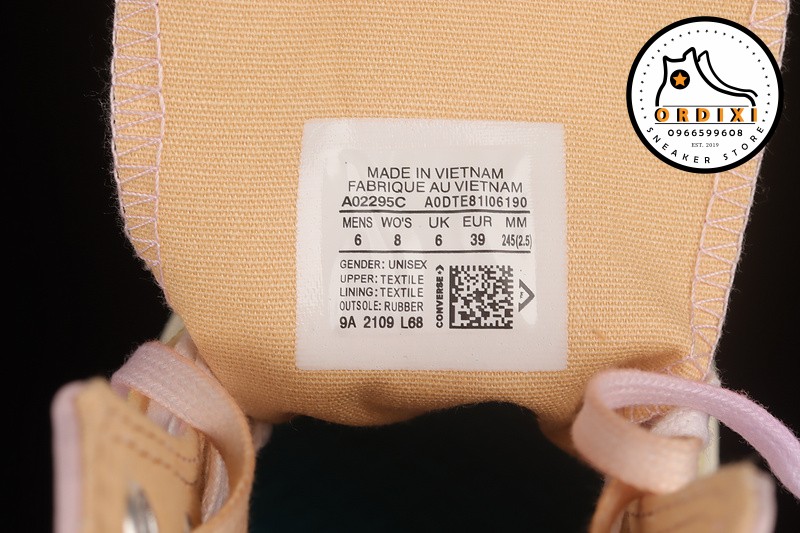 MADE IN VIETNAM
FABRIQUE AU VIETNAM
A02295C A0DTE81I06190
MENS WO'S UK EUR MM
6 8 6 39 245(2.5)
GENDER: UNISEX
UPPER: TEXTILE
LINING: TEXTILE
OUTSOLE: RUBBER
9A 2109 L68
CONVERSE
ORDIXI
0966599608
EST. 2019
SNEAKER STORE